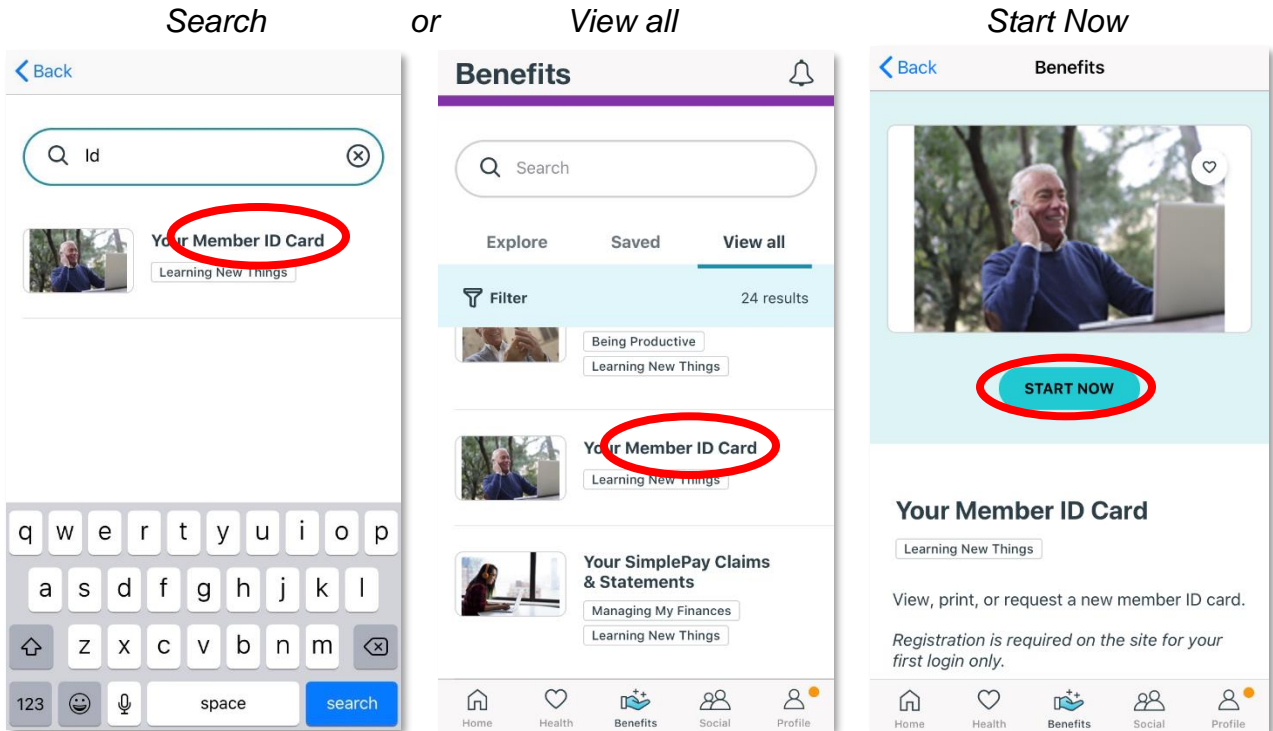 Search or View all Start Now
Back
Id
Your Member ID Card
Learning New Things
q w e r t y u i o p
a s d f g h j k l
z x c v b n m
123 space search
Benefits
Search
Explore Saved View all
Filter 24 results
Being Productive
Learning New Things
Your Member ID Card
Learning New Things
Your SimplePay Claims
& Statements
Managing My Finances
Learning New Things
Home Health Benefits Social Profile
Back Benefits
START NOW
Your Member ID Card
Learning New Things
View, print, or request a new member ID card.
Registration is required on the site for your
first login only.
Home Health Benefits Social Profile